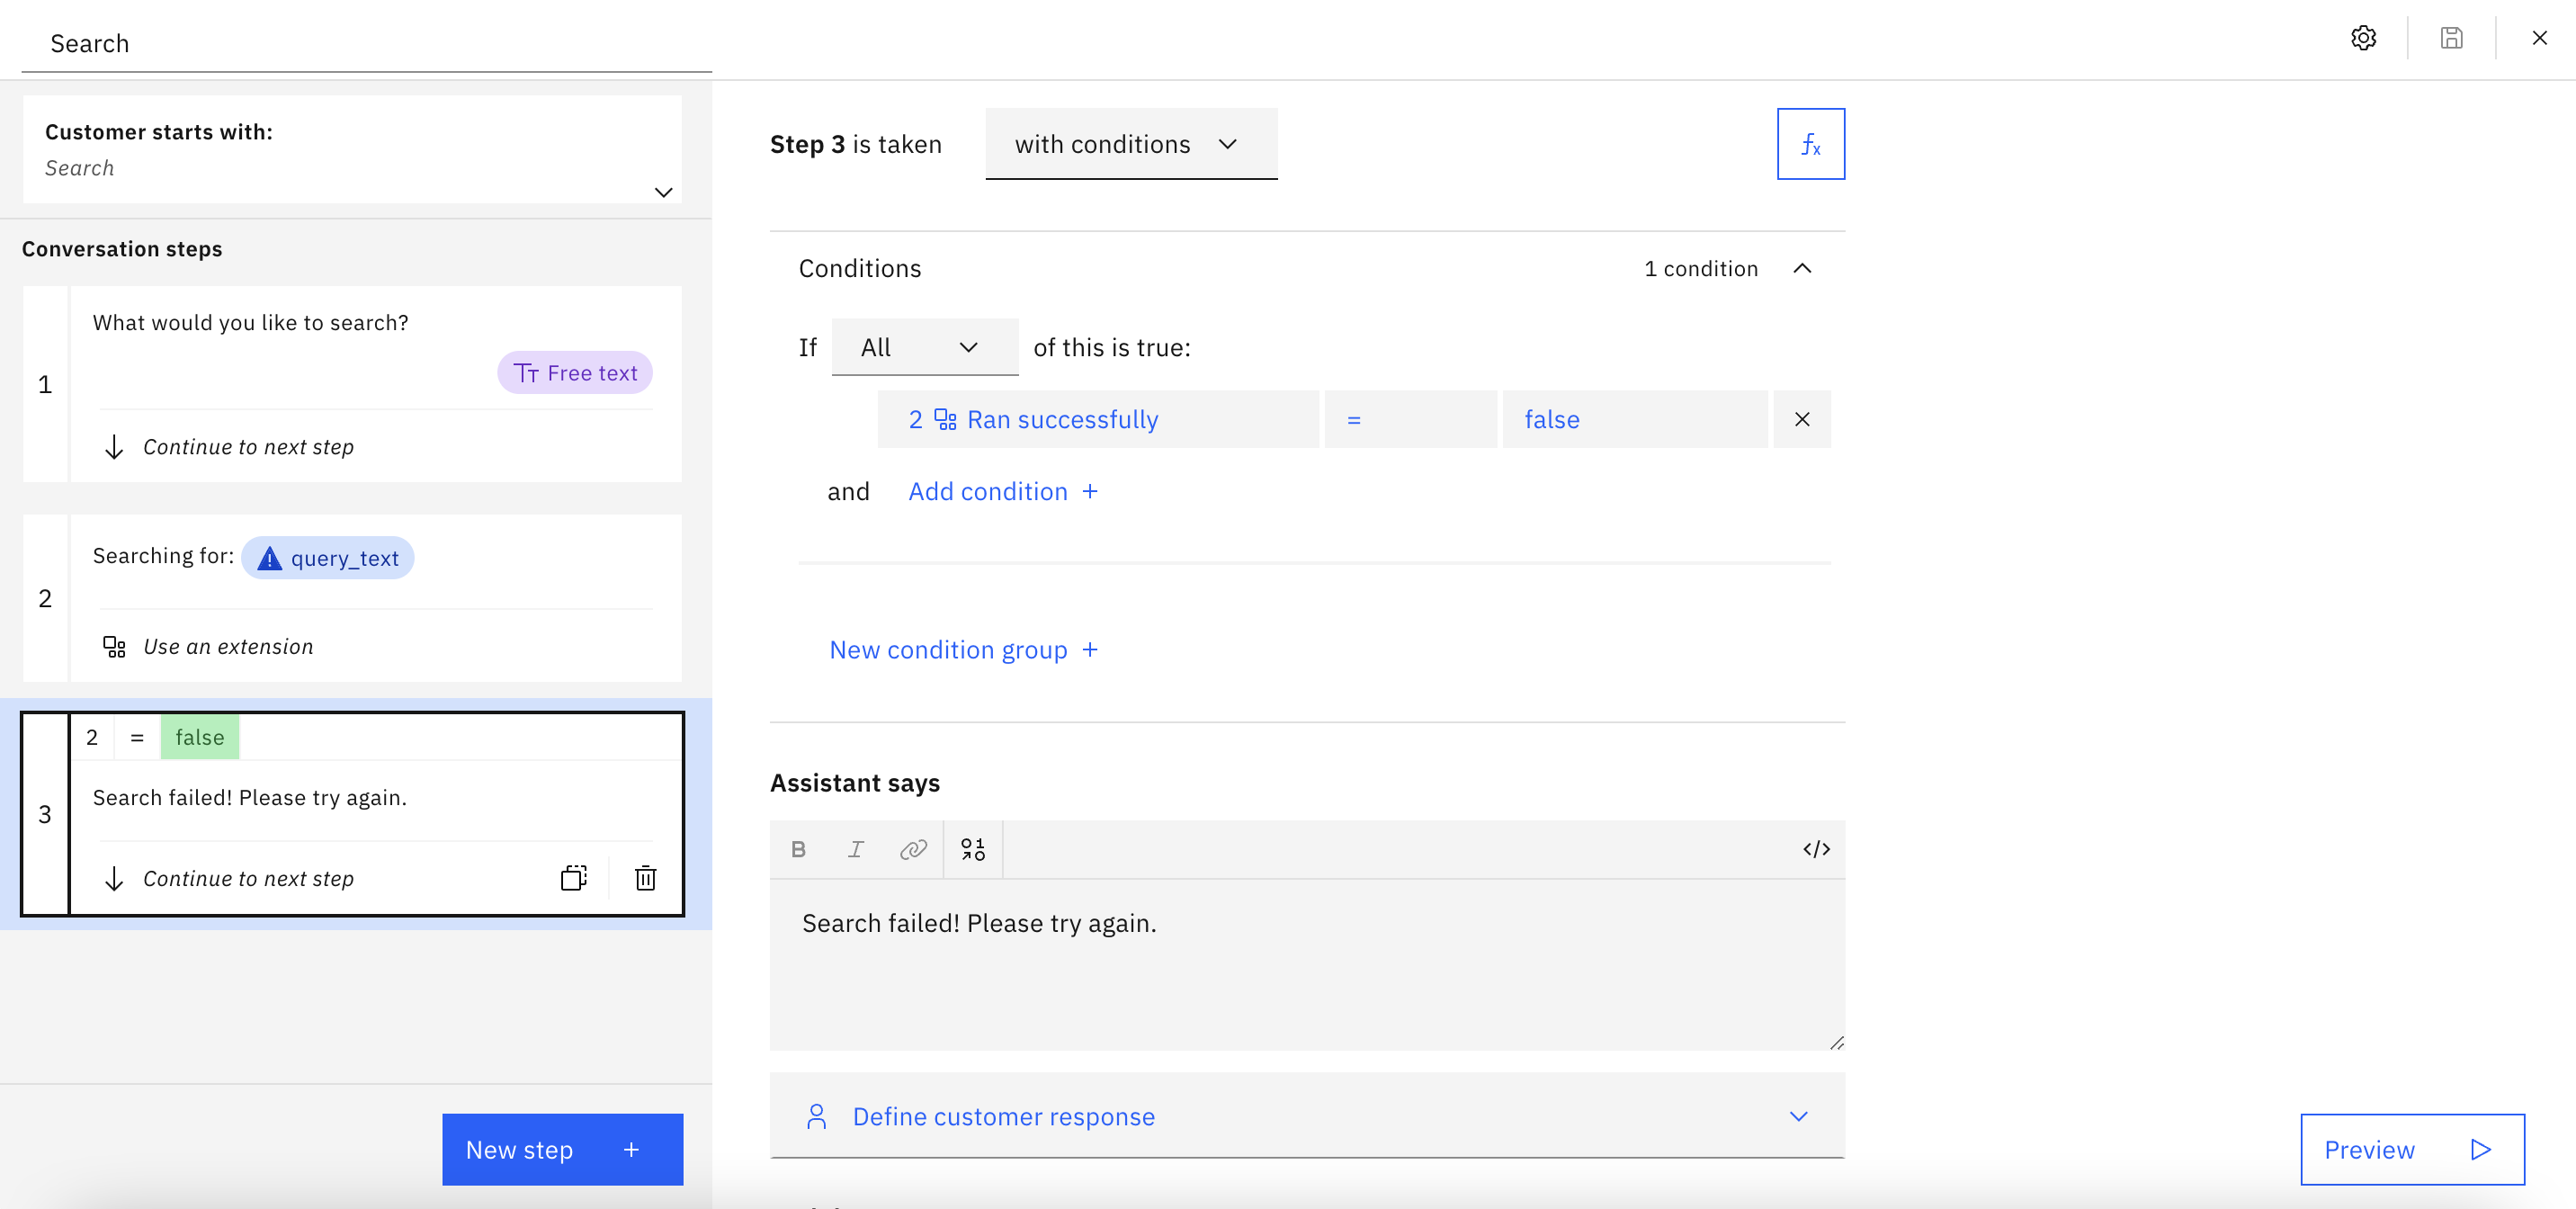 Search
Customer starts with:
Search
Conversation steps
1
What would you like to search?
Free text
Continue to next step
2
Searching for: query_text
Use an extension
3
2 = false
Search failed! Please try again.
Continue to next step
New step +
Step 3 is taken with conditions
fx
Conditions 1 condition
If All of this is true:
2 Ran successfully = false
and Add condition +
New condition group +
Assistant says
B I </>
Search failed! Please try again.
Define customer response
Preview